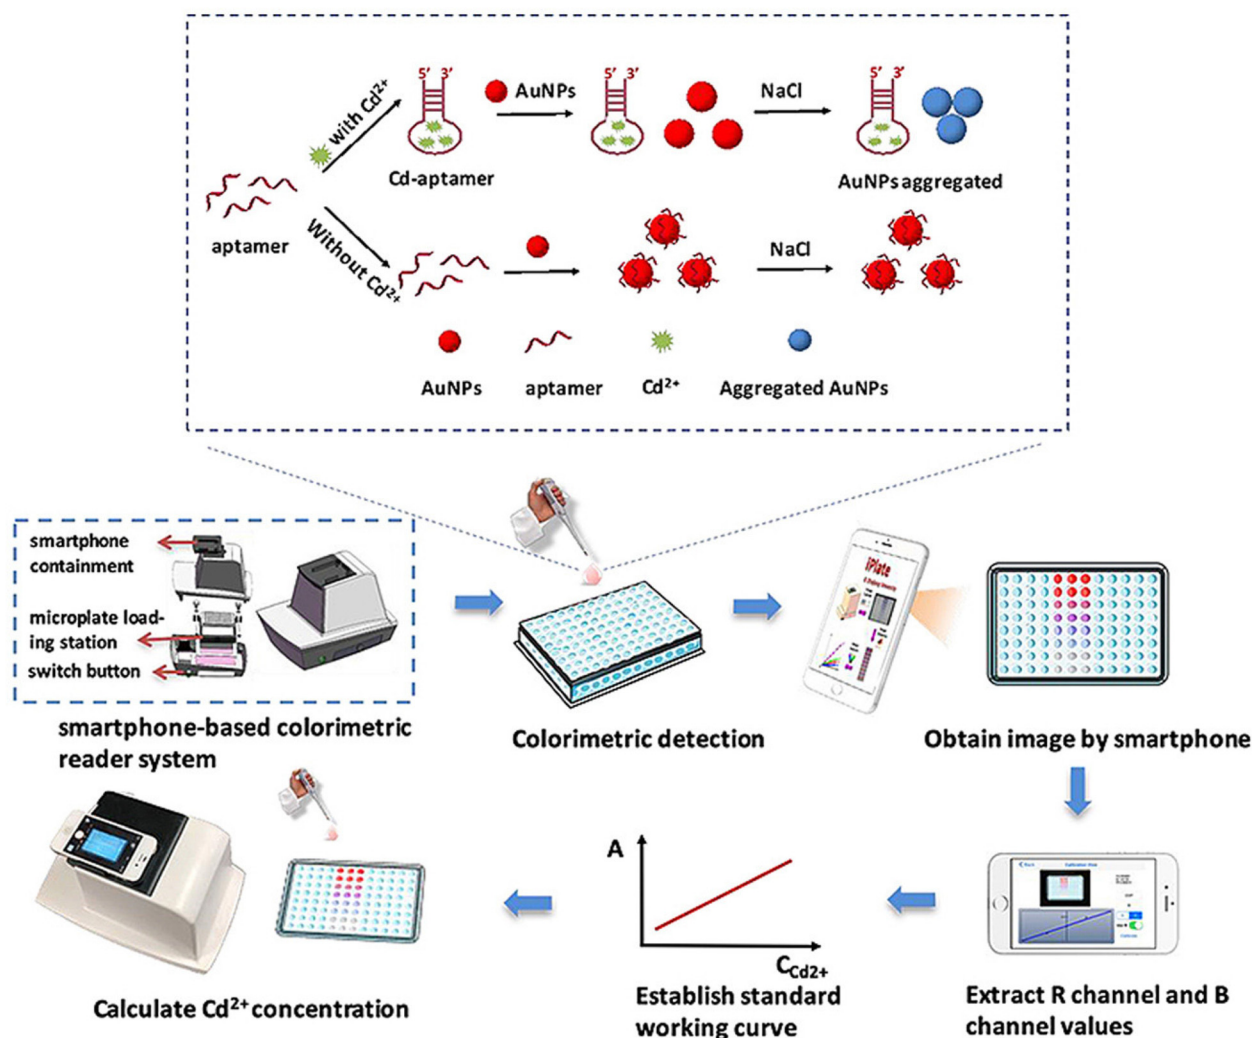 5' 3'
5' 3'
5' 3'
with Cd²⁺
AuNPs
NaCl
Cd-aptamer
AuNPs aggregated
aptamer
Without Cd²⁺
NaCl
AuNPs
aptamer
Cd²⁺
Aggregated AuNPs
smartphone
containment
microplate load-
ing station
switch button
smartphone-based colorimetric
reader system
Colorimetric detection
iPlate
Obtain image by smartphone
A
C Cd2+
Calculate Cd²⁺ concentration
Establish standard
working curve
Extract R channel and B
channel values